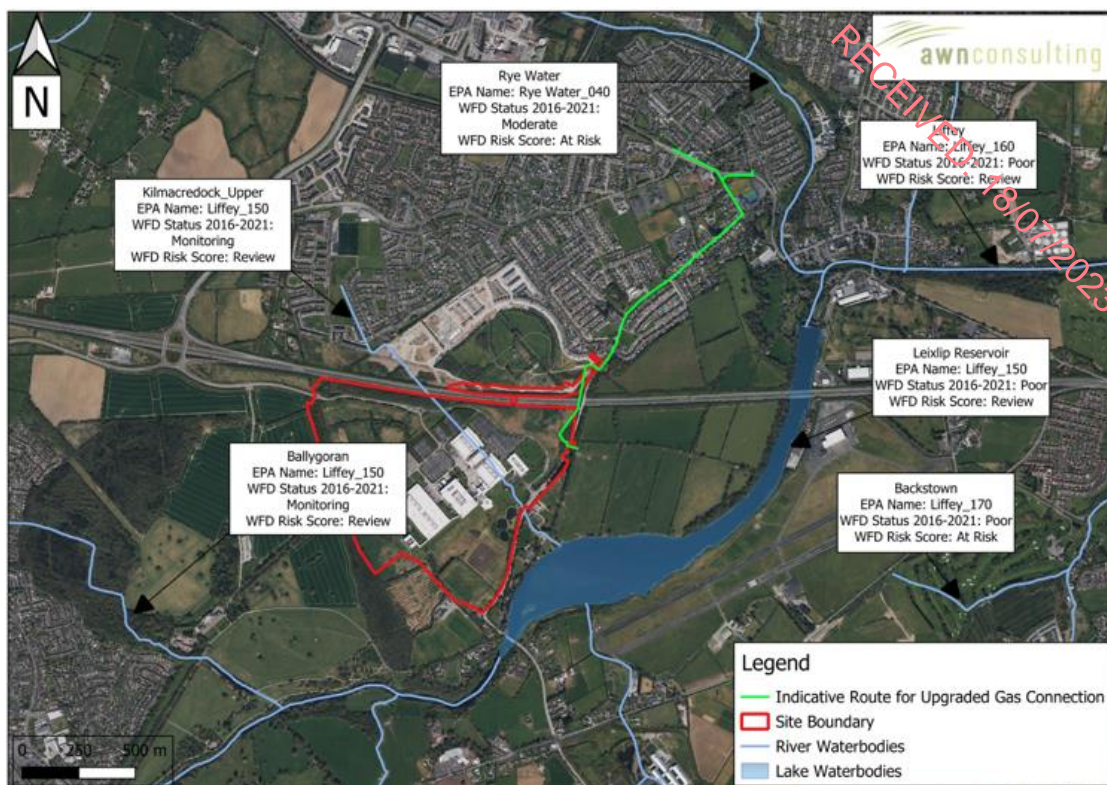 N
awnconsulting
RECEIVED: 18/07/2023
Rye Water
EPA Name: Rye Water_040
WFD Status 2016-2021:
Moderate
WFD Risk Score: At Risk
Liffey
EPA Name: Liffey_160
WFD Status 2016-2021: Poor
WFD Risk Score: Review
Kilmacredock_Upper
EPA Name: Liffey_150
WFD Status 2016-2021:
Monitoring
WFD Risk Score: Review
Leixlip Reservoir
EPA Name: Liffey_150
WFD Status 2016-2021: Poor
WFD Risk Score: Review
Ballygoran
EPA Name: Liffey_150
WFD Status 2016-2021:
Monitoring
WFD Risk Score: Review
Backstown
EPA Name: Liffey_170
WFD Status 2016-2021: Poor
WFD Risk Score: At Risk
Legend
Indicative Route for Upgraded Gas Connection
Site Boundary
River Waterbodies
Lake Waterbodies
0 250 500 m